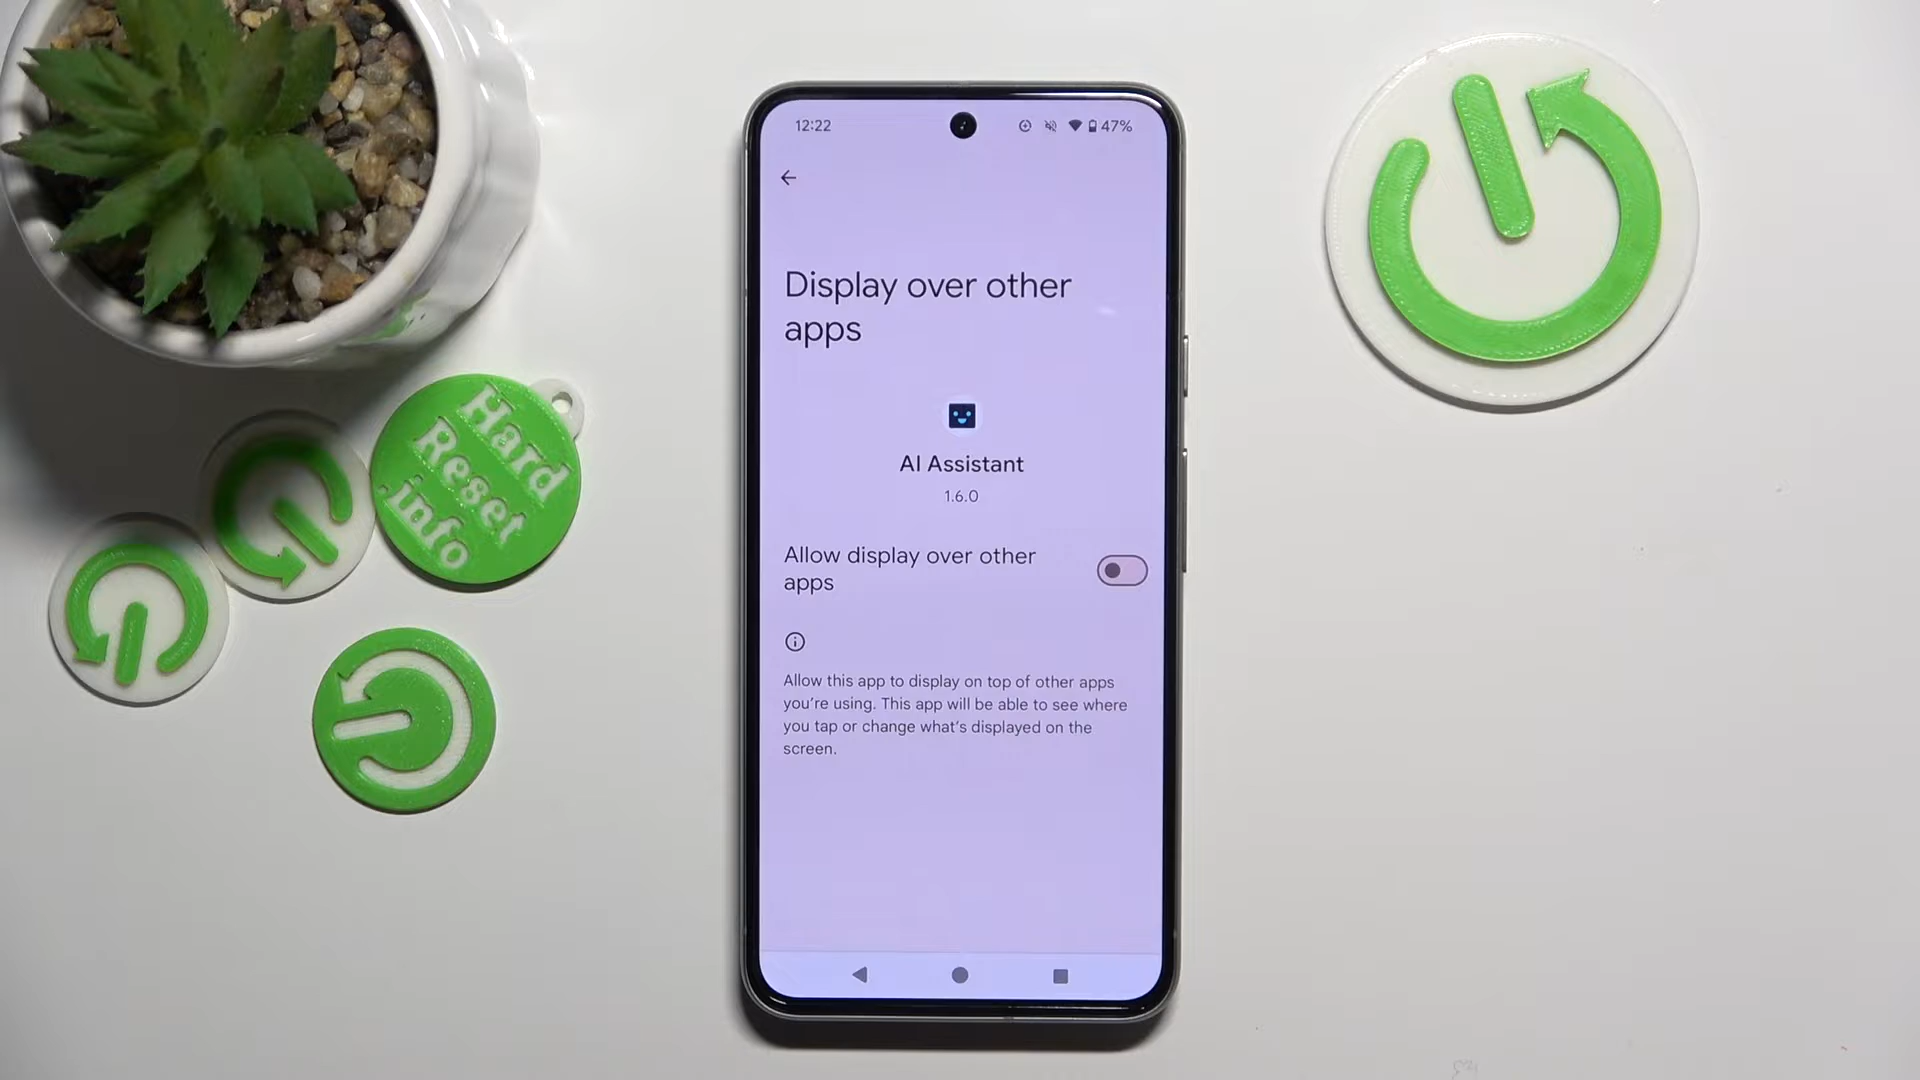 12:22
47%
Display over other
apps
AI Assistant
1.6.0
Allow display over other
apps
Allow this app to display on top of other apps
you're using. This app will be able to see where
you tap or change what's displayed on the
screen.
Hard
Reset
.info